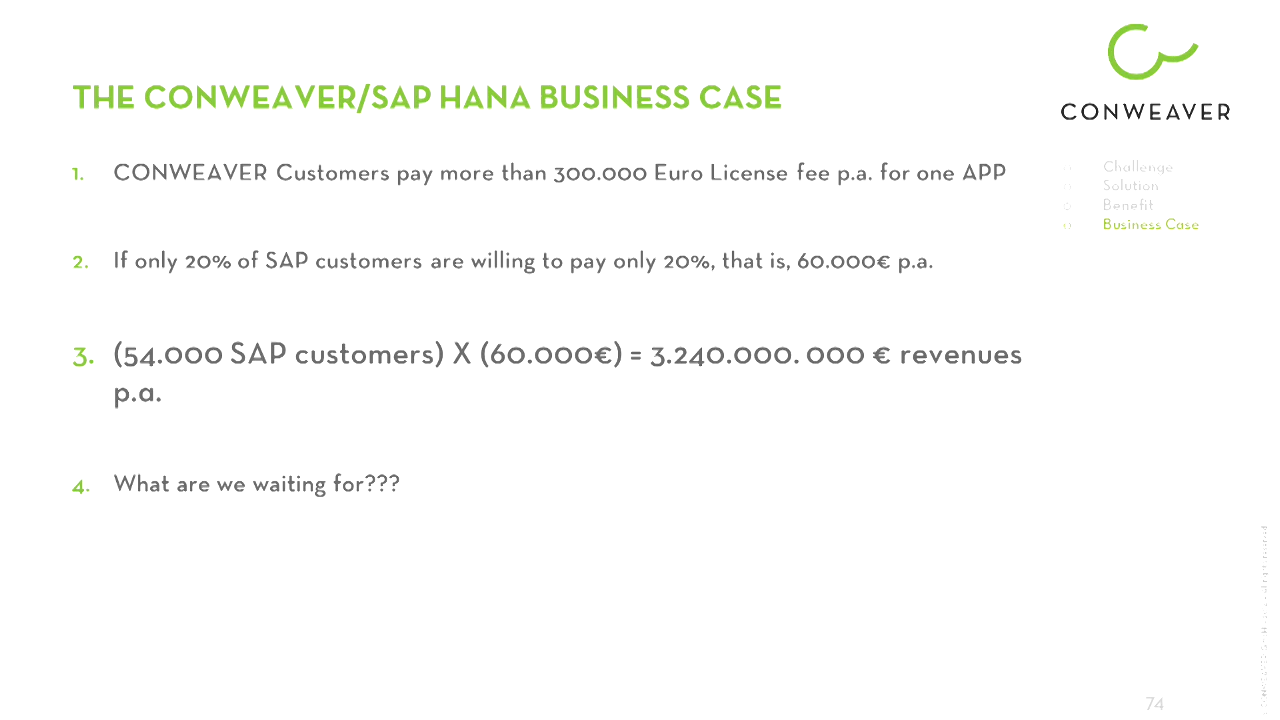 THE CONWEAVER/SAP HANA BUSINESS CASE
CONWEAVER
1. CONWEAVER Customers pay more than 300.000 Euro License fee p.a. for one APP
Challenge
Solution
Benefit
Business Case
2. If only 20% of SAP customers are willing to pay only 20%, that is, 60.000€ p.a.
3. (54.000 SAP customers) X (60.000€) = 3.240.000. 000 € revenues
p.a.
4. What are we waiting for???
74